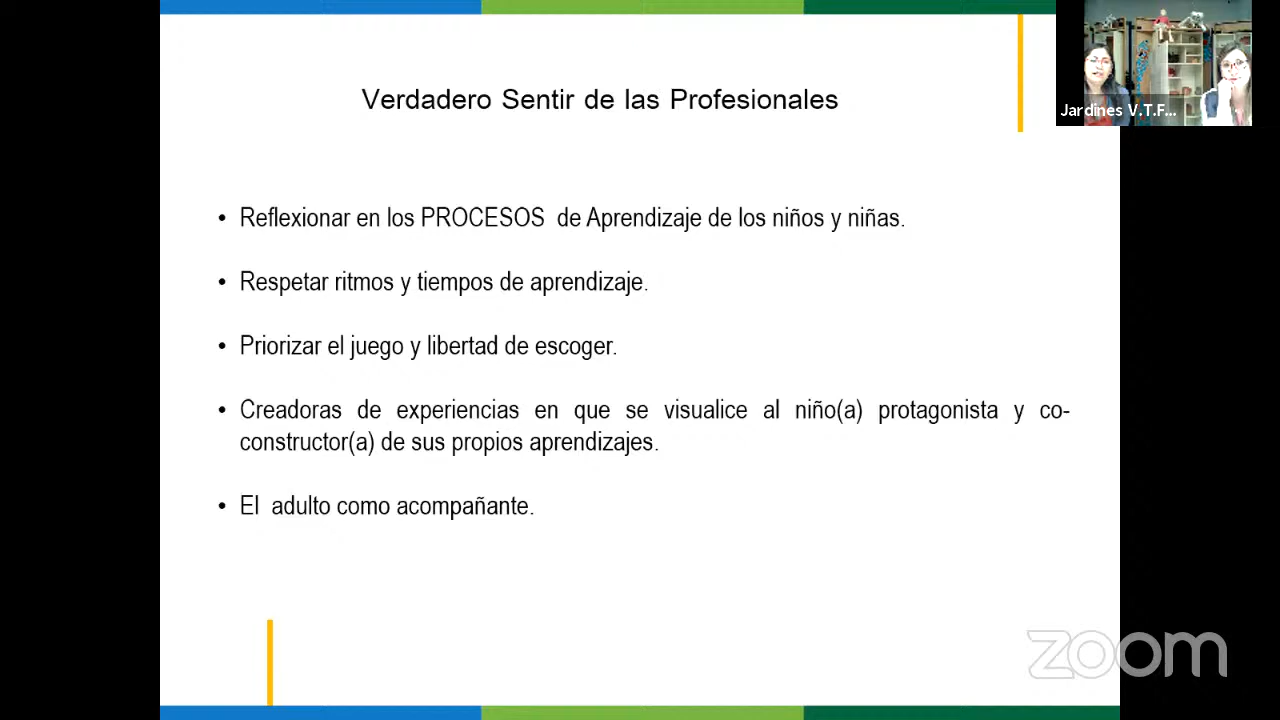 Verdadero Sentir de las Profesionales
Jardines V.T.F...
• Reflexionar en los PROCESOS de Aprendizaje de los niños y niñas.
• Respetar ritmos y tiempos de aprendizaje.
• Priorizar el juego y libertad de escoger.
• Creadoras de experiencias en que se visualice al niño(a) protagonista y co-
constructor(a) de sus propios aprendizajes.
• El adulto como acompañante.
zoom